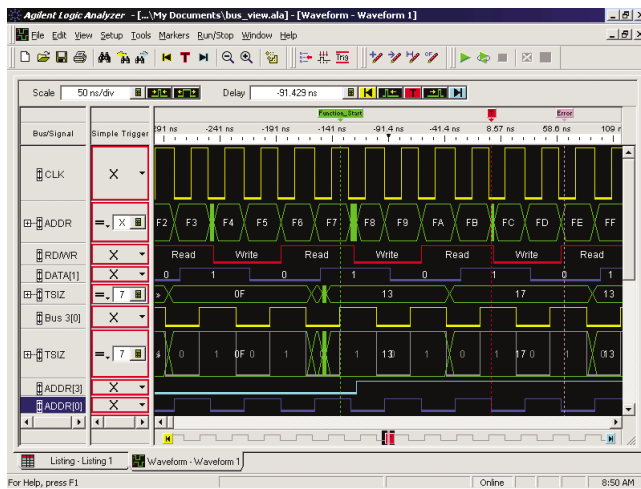 Agilent Logic Analyzer - [...\My Documents\bus_view.ala] - [Waveform - Waveform 1]
File Edit View Setup Tools Markers Run/Stop Window Help
Scale 50 ns/div Delay -91.429 ns
Function_Start Error
Bus/Signal Simple Trigger 291 ns -241 ns -191 ns -141 ns -91.4 ns -41.4 ns 8.57 ns 58.6 ns 109 r
CLK X
ADDR = X F2 F3 F4 F5 F6 F7 F8 F9 FA FB FC FD FE FF
RD/WR X Read Write Read Write Read Write Read
DATA[1] X 0 1 0 1 0 1 0 1
TSIZ = 7 » 0F 13 17 13
Bus 3[0] X
TSIZ = 7 0 1 0F 0 1 1 13 1 0 1 17 0 1 13
ADDR[3] X
ADDR[0] X
Listing - Listing 1 Waveform - Waveform 1
For Help, press F1 Online 8:50 AM